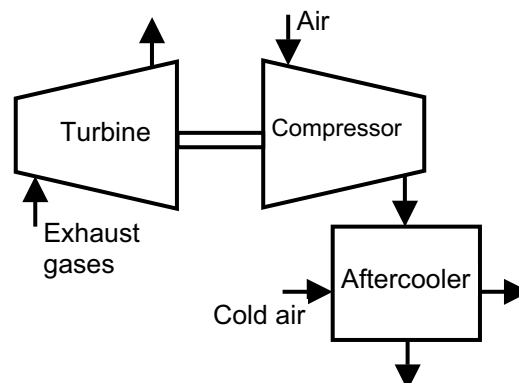 Air
Turbine
Compressor
Exhaust
gases
Aftercooler
Cold air